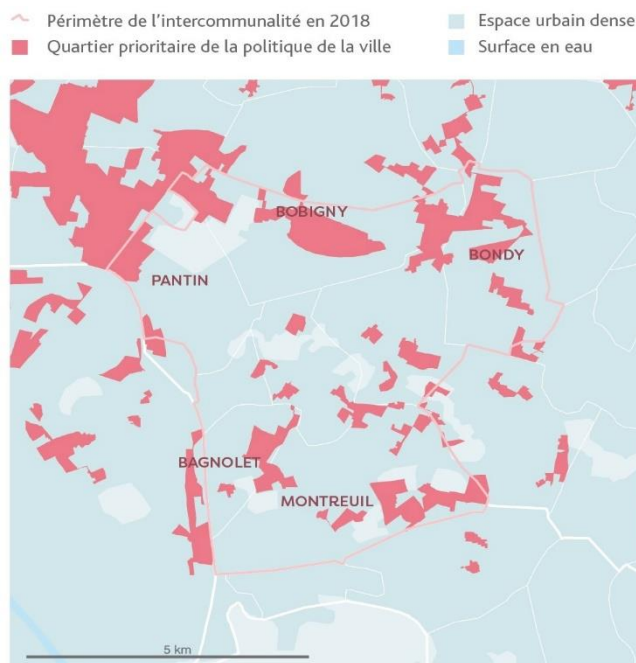 Périmètre de l'intercommunalité en 2018
Quartier prioritaire de la politique de la ville
Espace urbain dense
Surface en eau
BOBIGNY
BONDY
PANTIN
BAGNOLET
MONTREUIL
5 km